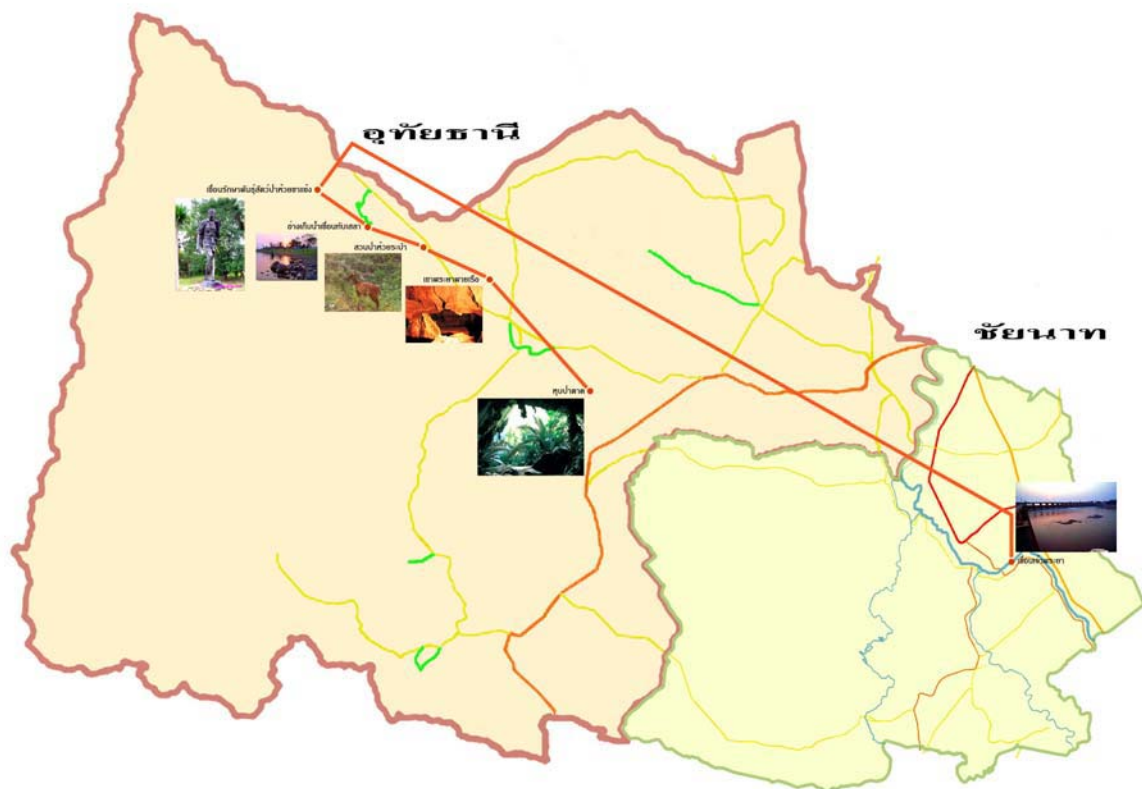 อุทัยธานี
เขื่อนรักษาพันธุ์สัตว์ป่าห้วยขาแข้ง
อ่างเก็บน้ำเขื่อนทับเสลา
สวนป่าห้วยระบำ
เขาพระยาพายเรือ
หุบป่าตาด
ชัยนาท
เขื่อนเจ้าพระยา